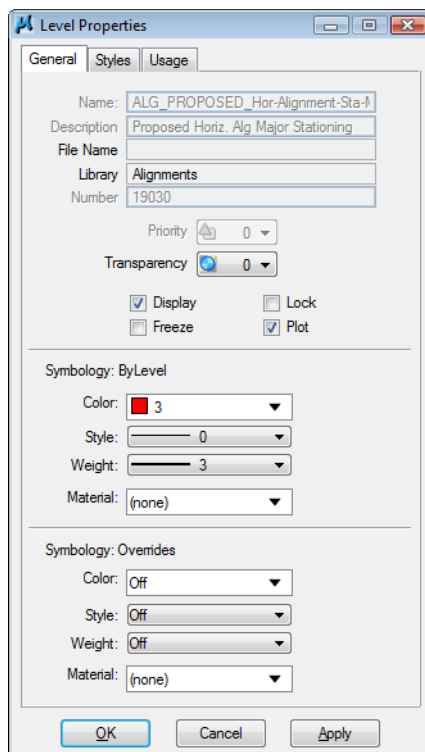 Level Properties
General Styles Usage
Name: ALG_PROPOSED_Hor-Alignment-Sta-
Description Proposed Horiz. Alg Major Stationing
File Name
Library Alignments
Number 19030
Priority 0
Transparency 0
Display Lock
Freeze Plot
Symbology: ByLevel
Color: 3
Style: 0
Weight: 3
Material: (none)
Symbology: Overrides
Color: Off
Style: Off
Weight: Off
Material: (none)
OK Cancel Apply